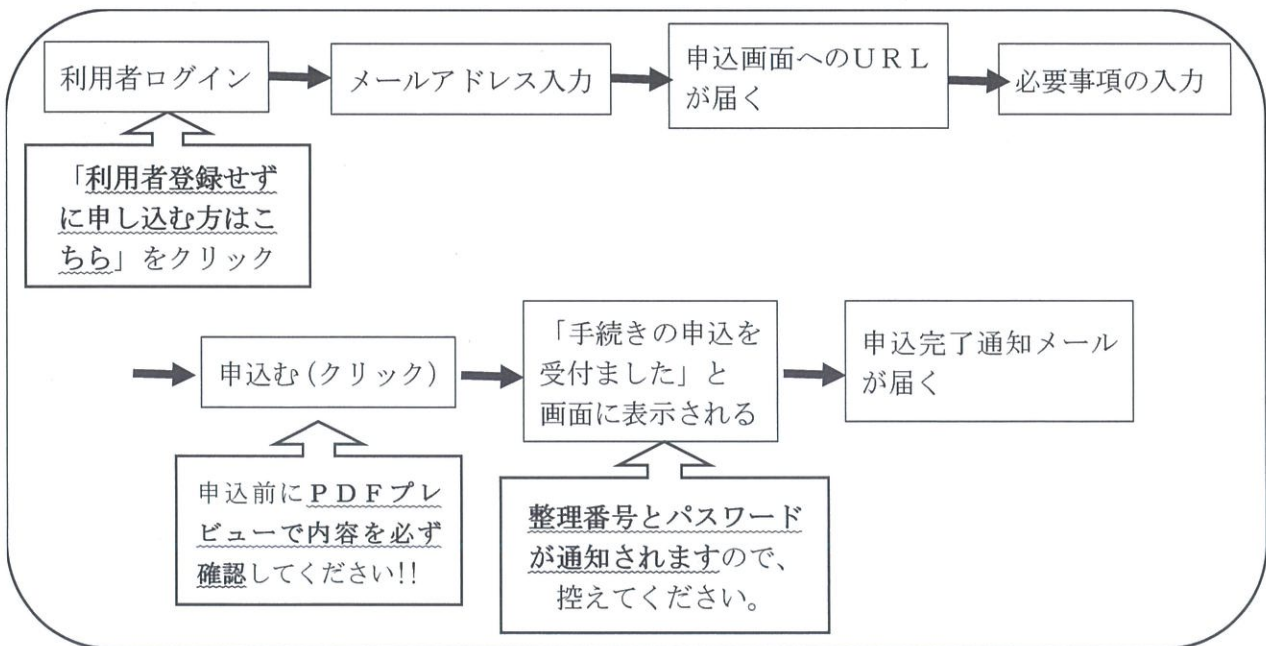 利用者ログイン
メールアドレス入力
申込画面へのＵＲＬ
が届く
必要事項の入力
「利用者登録せず
に申し込む方はこ
ちら」をクリック
申込む(クリック)
「手続きの申込を
受付ました」と
画面に表示される
申込完了通知メール
が届く
申込前にＰＤＦプレ
ビューで内容を必ず
確認してください!!
整理番号とパスワード
が通知されますので、
控えてください。